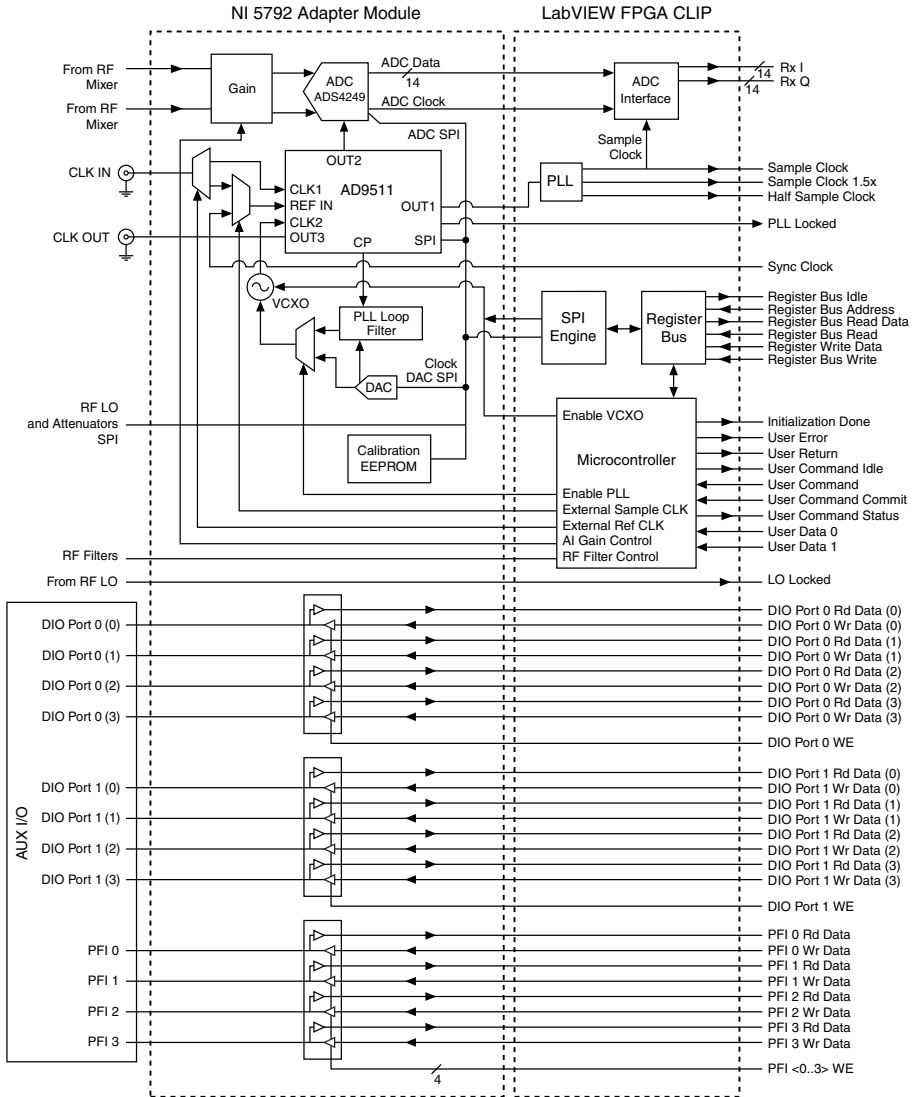 NI 5792 Adapter Module
LabVIEW FPGA CLIP
From RF
Mixer
From RF
Mixer
Gain
ADC
ADS4249
ADC Data
14
ADC Clock
ADC SPI
ADC
Interface
14
Rx I
14
Rx Q
Sample
Clock
CLK IN
OUT2
AD9511
CLK1
REF IN
CLK2
OUT3
OUT1
CP
SPI
PLL
Sample Clock
Sample Clock 1.5x
Half Sample Clock
PLL Locked
CLK OUT
Sync Clock
VCXO
PLL Loop
Filter
DAC
Clock
DAC SPI
SPI
Engine
Register
Bus
Register Bus Idle
Register Bus Address
Register Bus Read Data
Register Bus Read
Register Write Data
Register Bus Write
RF LO
and Attenuators
SPI
Calibration
EEPROM
Enable VCXO
Microcontroller
Enable PLL
External Sample CLK
External Ref CLK
AI Gain Control
RF Filter Control
Initialization Done
User Error
User Return
User Command Idle
User Command
User Command Commit
User Command Status
User Data 0
User Data 1
RF Filters
From RF LO
LO Locked
AUX I/O
DIO Port 0 (0)
DIO Port 0 (1)
DIO Port 0 (2)
DIO Port 0 (3)
DIO Port 0 Rd Data (0)
DIO Port 0 Wr Data (0)
DIO Port 0 Rd Data (1)
DIO Port 0 Wr Data (1)
DIO Port 0 Rd Data (2)
DIO Port 0 Wr Data (2)
DIO Port 0 Rd Data (3)
DIO Port 0 Wr Data (3)
DIO Port 0 WE
DIO Port 1 (0)
DIO Port 1 (1)
DIO Port 1 (2)
DIO Port 1 (3)
DIO Port 1 Rd Data (0)
DIO Port 1 Wr Data (0)
DIO Port 1 Rd Data (1)
DIO Port 1 Wr Data (1)
DIO Port 1 Rd Data (2)
DIO Port 1 Wr Data (2)
DIO Port 1 Rd Data (3)
DIO Port 1 Wr Data (3)
DIO Port 1 WE
PFI 0
PFI 1
PFI 2
PFI 3
PFI 0 Rd Data
PFI 0 Wr Data
PFI 1 Rd Data
PFI 1 Wr Data
PFI 2 Rd Data
PFI 2 Wr Data
PFI 3 Rd Data
PFI 3 Wr Data
4
PFI <0..3> WE